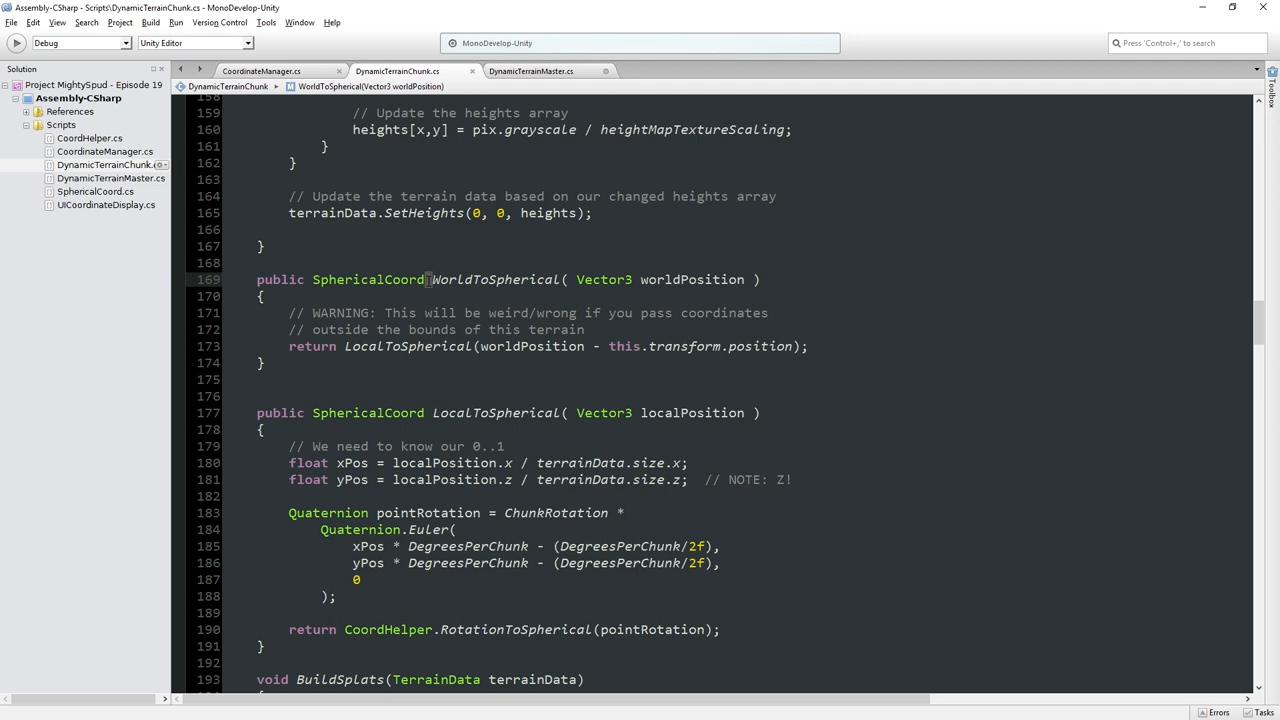 Assembly-CSharp - Scripts\DynamicTerrainChunk.cs - MonoDevelop-Unity
File Edit View Search Project Build Run Version Control Tools Window Help
Debug
Unity Editor
MonoDevelop-Unity
Press 'Control+,' to search
Solution
Project MightySpud - Episode 19
Assembly-CSharp
References
Scripts
CoordHelper.cs
CoordinateManager.cs
DynamicTerrainChunk.
DynamicTerrainMaster.cs
SphericalCoord.cs
UICoordinateDisplay.cs
CoordinateManager.cs
DynamicTerrainChunk.cs
DynamicTerrainMaster.cs
DynamicTerrainChunk
WorldToSpherical(Vector3 worldPosition)
Toolbox
158
159 // Update the heights array
160 heights[x,y] = pix.grayscale / heightMapTextureScaling;
161 }
162 }
163
164 // Update the terrain data based on our changed heights array
165 terrainData.SetHeights(0, 0, heights);
166
167 }
168
169 public SphericalCoord WorldToSpherical( Vector3 worldPosition )
170 {
171 // WARNING: This will be weird/wrong if you pass coordinates
172 // outside the bounds of this terrain
173 return LocalToSpherical(worldPosition - this.transform.position);
174 }
175
176
177 public SphericalCoord LocalToSpherical( Vector3 localPosition )
178 {
179 // We need to know our 0..1
180 float xPos = localPosition.x / terrainData.size.x;
181 float yPos = localPosition.z / terrainData.size.z; // NOTE: Z!
182
183 Quaternion pointRotation = ChunkRotation *
184 Quaternion.Euler(
185 xPos * DegreesPerChunk - (DegreesPerChunk/2f),
186 yPos * DegreesPerChunk - (DegreesPerChunk/2f),
187 0
188 );
189
190 return CoordHelper.RotationToSpherical(pointRotation);
191 }
192
193 void BuildSplats(TerrainData terrainData)
Errors
Tasks